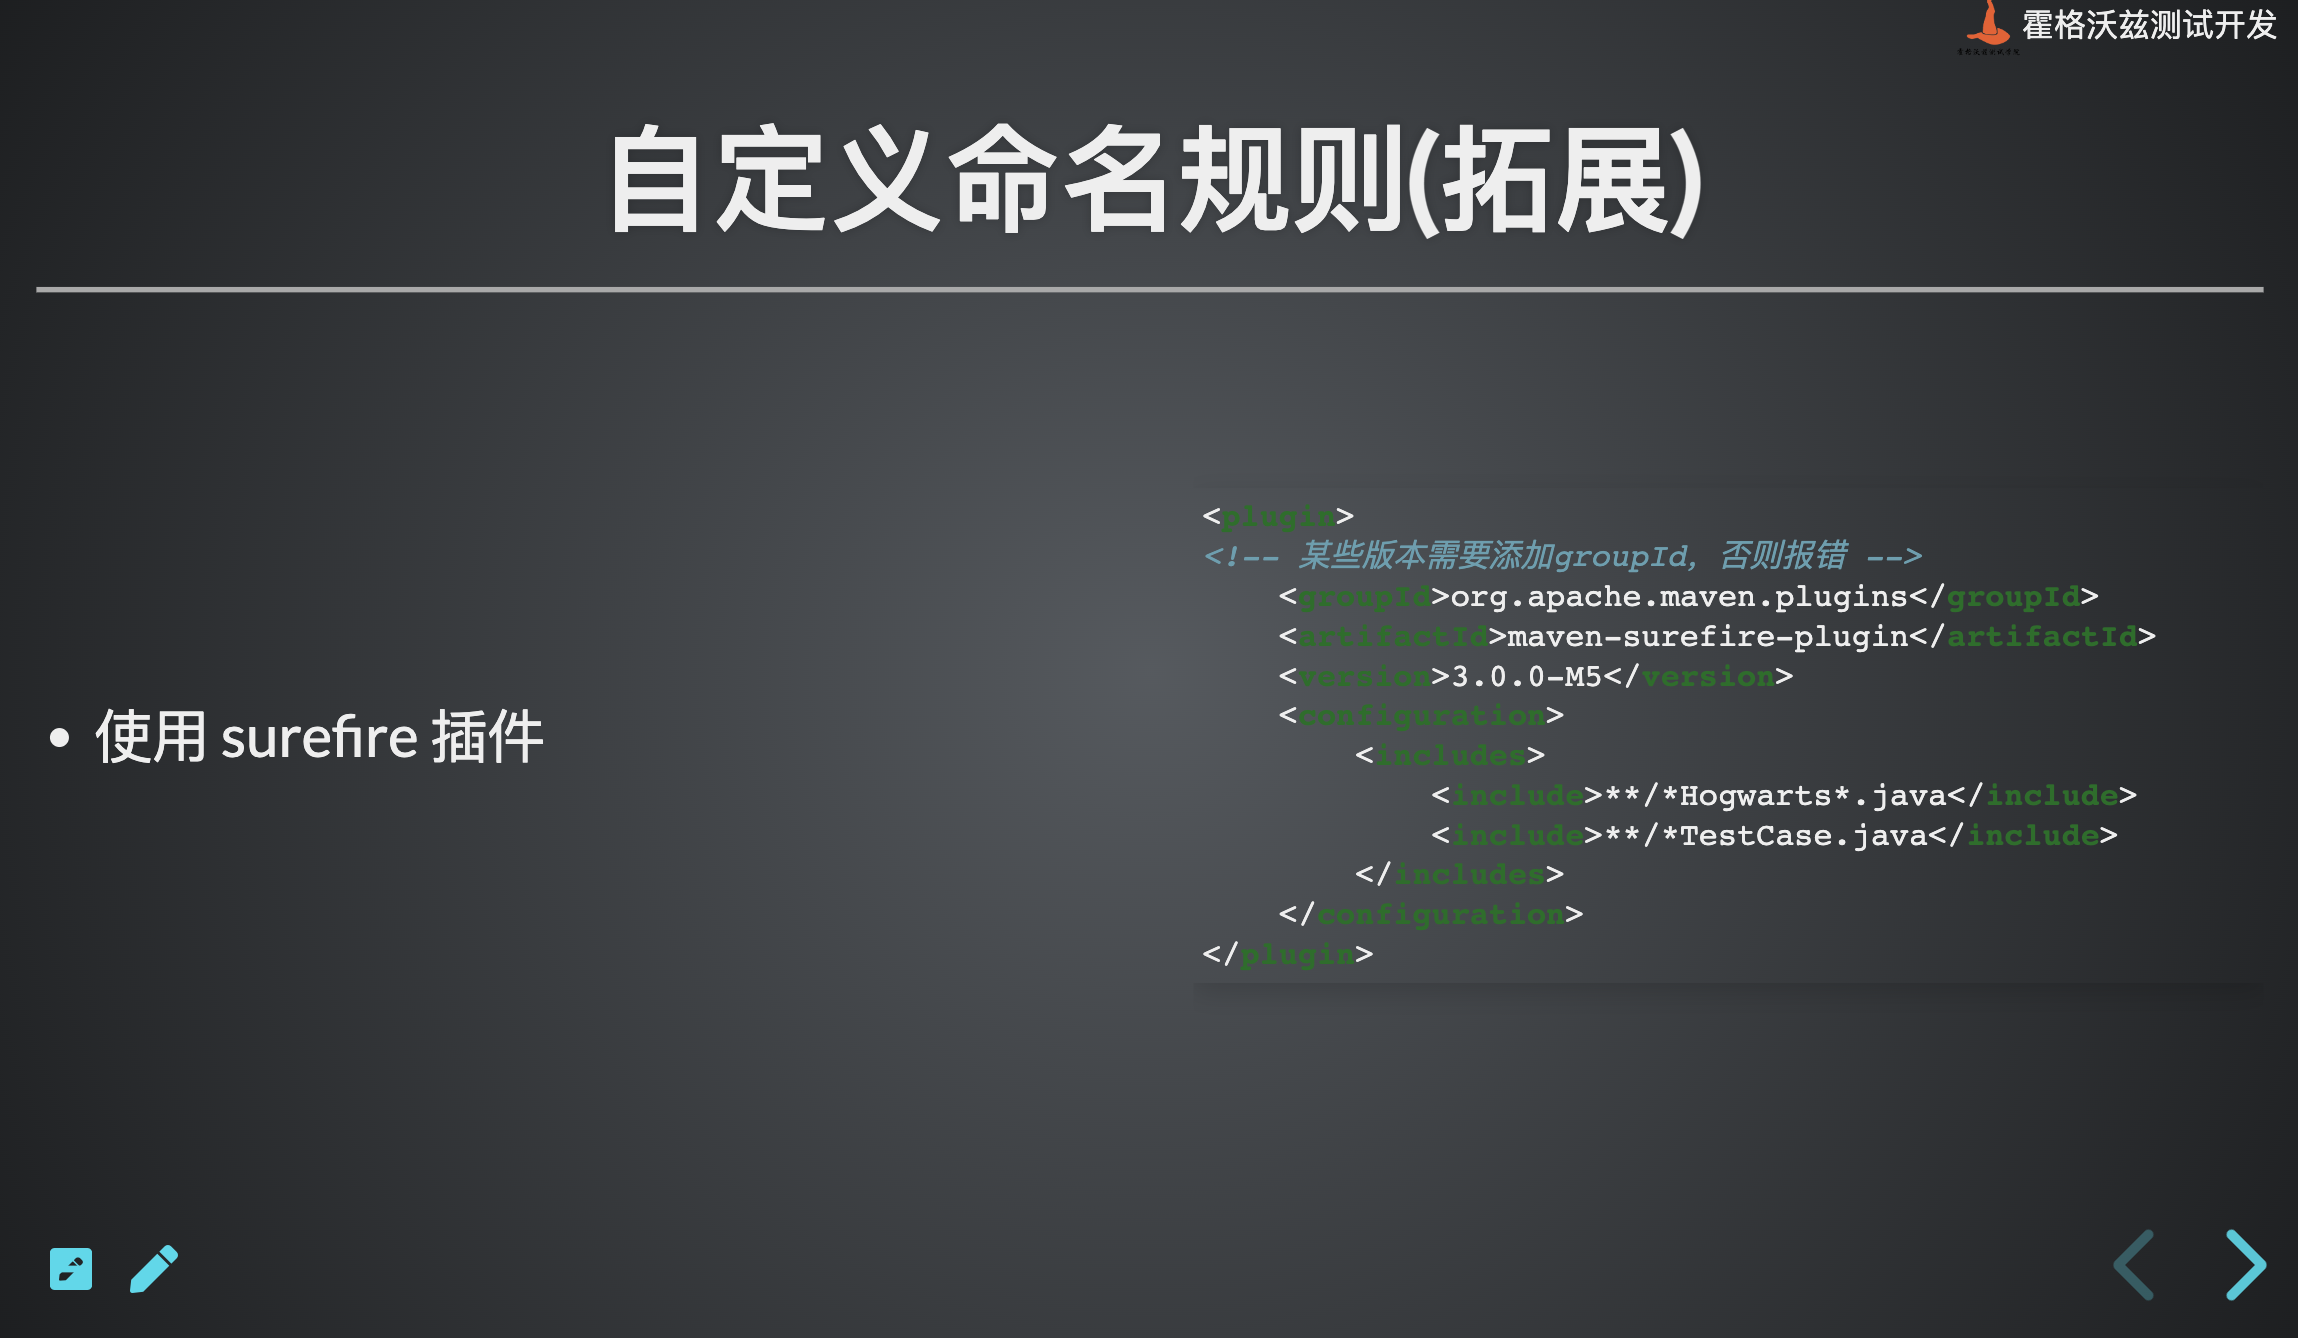 霍格沃兹测试开发
自定义命名规则(拓展)
• 使用 surefire 插件
<plugin>
<!-- 某些版本需要添加groupId, 否则报错 -->
    <groupId>org.apache.maven.plugins</groupId>
    <artifactId>maven-surefire-plugin</artifactId>
    <version>3.0.0-M5</version>
    <configuration>
        <includes>
            <include>**/*Hogwarts*.java</include>
            <include>**/*TestCase.java</include>
        </includes>
    </configuration>
</plugin>